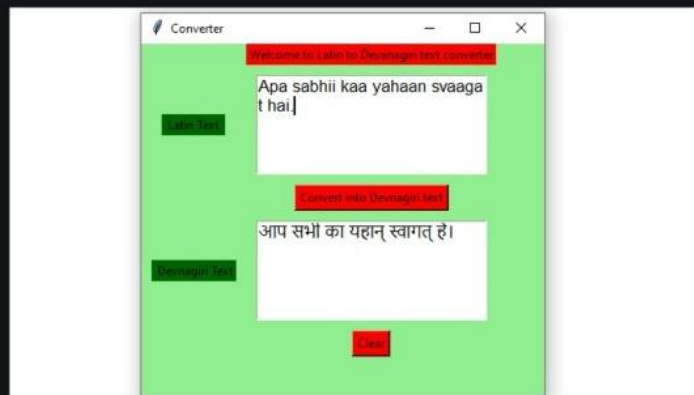 Converter
Welcome to Latin to Devanagiri text converter
Apa sabhii kaa yahaan svaaga
t hai.
Latin Text
Convert into Devnagiri text
आप सभी का यहान् स्वागत् है।
Devnagiri Text
Clear